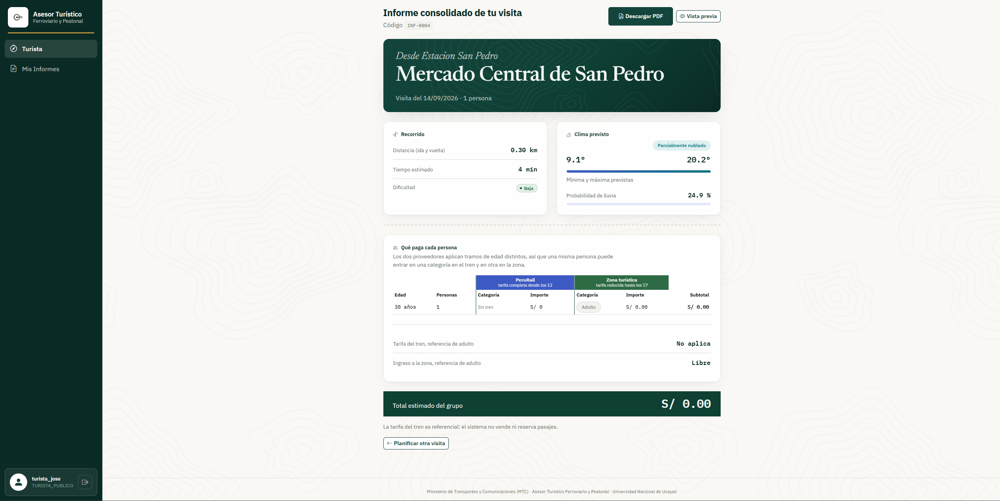 MTC
Asesor Turístico
Ferroviario y Peatonal
Turista
Mis Informes
turista_jose
TURISTA_PUBLICO
Informe consolidado de tu visita
Código INF-0004
Descargar PDF
Vista previa
Desde Estacion San Pedro
Mercado Central de San Pedro
Visita del 14/09/2026 · 1 persona
Recorrido
Distancia (ida y vuelta) 0.30 km
Tiempo estimado 4 min
Dificultad Baja
Clima previsto
Parcialmente nublado
9.1° 20.2°
Mínima y máxima previstas
Probabilidad de lluvia 24.9 %
Qué paga cada persona
Los dos proveedores aplican tramos de edad distintos, así que una misma persona puede
entrar en una categoría en el tren y en otra en la zona.
PeruRail Zona turística
tarifa completa desde los 12 tarifa reducida hasta los 17
Edad Personas Categoría Importe Categoría Importe Subtotal
30 años 1 Sin tren S/ 0 Adulto S/ 0.00 S/ 0.00
Tarifa del tren, referencia de adulto No aplica
Ingreso a la zona, referencia de adulto Libre
Total estimado del grupo S/ 0.00
La tarifa del tren es referencial: el sistema no vende ni reserva pasajes.
← Planificar otra visita
Ministerio de Transportes y Comunicaciones (MTC) · Asesor Turístico Ferroviario y Peatonal · Universidad Nacional de Ucayali